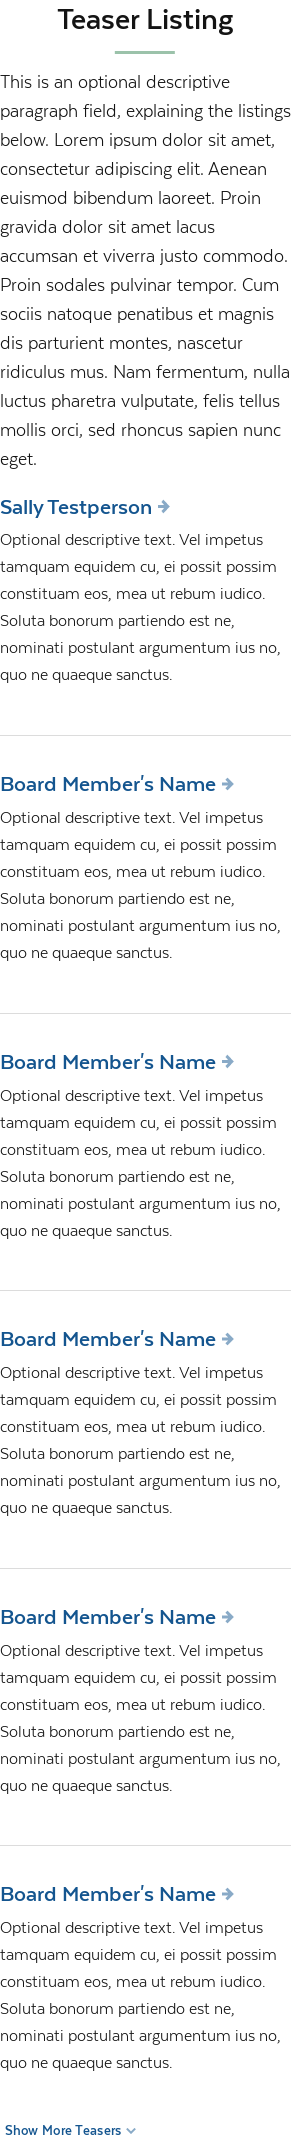 Teaser Listing
This is an optional descriptive
paragraph field, explaining the listings
below. Lorem ipsum dolor sit amet,
consectetur adipiscing elit. Aenean
euismod bibendum laoreet. Proin
gravida dolor sit amet lacus
accumsan et viverra justo commodo.
Proin sodales pulvinar tempor. Cum
sociis natoque penatibus et magnis
dis parturient montes, nascetur
ridiculus mus. Nam fermentum, nulla
luctus pharetra vulputate, felis tellus
mollis orci, sed rhoncus sapien nunc
eget.
Sally Testperson
Optional descriptive text. Vel impetus
tamquam equidem cu, ei possit possim
constituam eos, mea ut rebum iudico.
Soluta bonorum partiendo est ne,
nominati postulant argumentum ius no,
quo ne quaeque sanctus.
Board Member's Name
Optional descriptive text. Vel impetus
tamquam equidem cu, ei possit possim
constituam eos, mea ut rebum iudico.
Soluta bonorum partiendo est ne,
nominati postulant argumentum ius no,
quo ne quaeque sanctus.
Board Member's Name
Optional descriptive text. Vel impetus
tamquam equidem cu, ei possit possim
constituam eos, mea ut rebum iudico.
Soluta bonorum partiendo est ne,
nominati postulant argumentum ius no,
quo ne quaeque sanctus.
Board Member's Name
Optional descriptive text. Vel impetus
tamquam equidem cu, ei possit possim
constituam eos, mea ut rebum iudico.
Soluta bonorum partiendo est ne,
nominati postulant argumentum ius no,
quo ne quaeque sanctus.
Board Member's Name
Optional descriptive text. Vel impetus
tamquam equidem cu, ei possit possim
constituam eos, mea ut rebum iudico.
Soluta bonorum partiendo est ne,
nominati postulant argumentum ius no,
quo ne quaeque sanctus.
Board Member's Name
Optional descriptive text. Vel impetus
tamquam equidem cu, ei possit possim
constituam eos, mea ut rebum iudico.
Soluta bonorum partiendo est ne,
nominati postulant argumentum ius no,
quo ne quaeque sanctus.
Show More Teasers